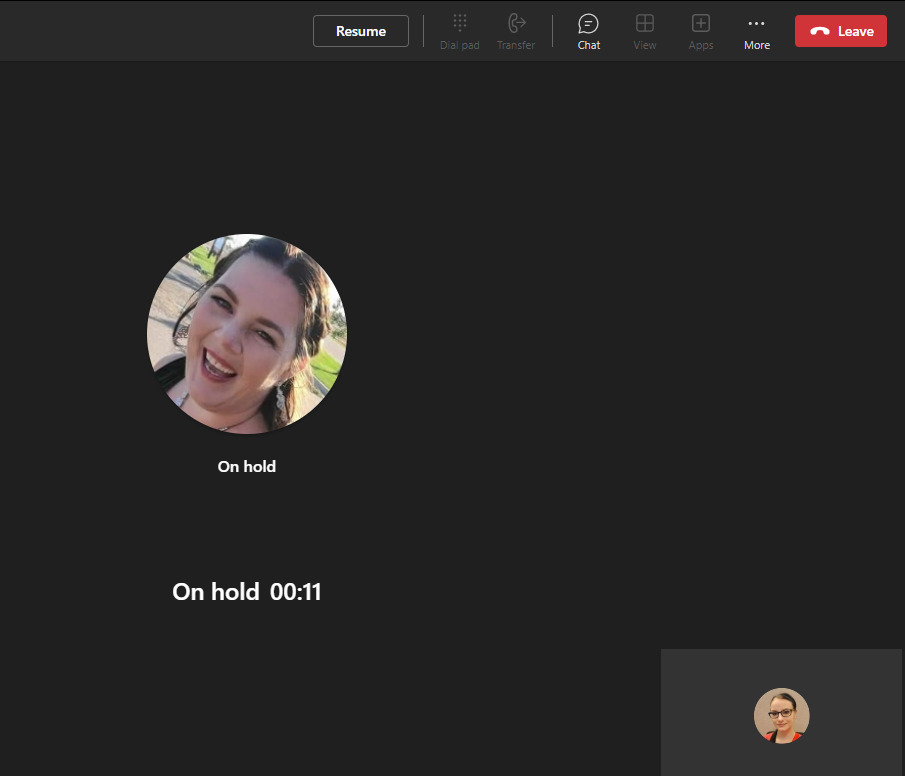 Resume
Dial pad
Transfer
Chat
View
Apps
More
Leave
On hold
On hold 00:11